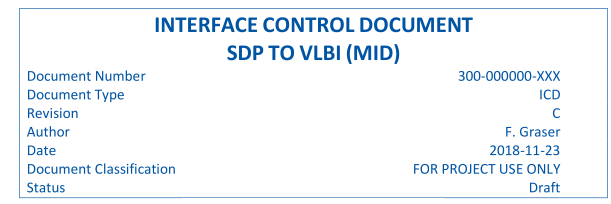 INTERFACE CONTROL DOCUMENT
SDP TO VLBI (MID)
Document Number 300-000000-XXX
Document Type ICD
Revision C
Author F. Graser
Date 2018-11-23
Document Classification FOR PROJECT USE ONLY
Status Draft